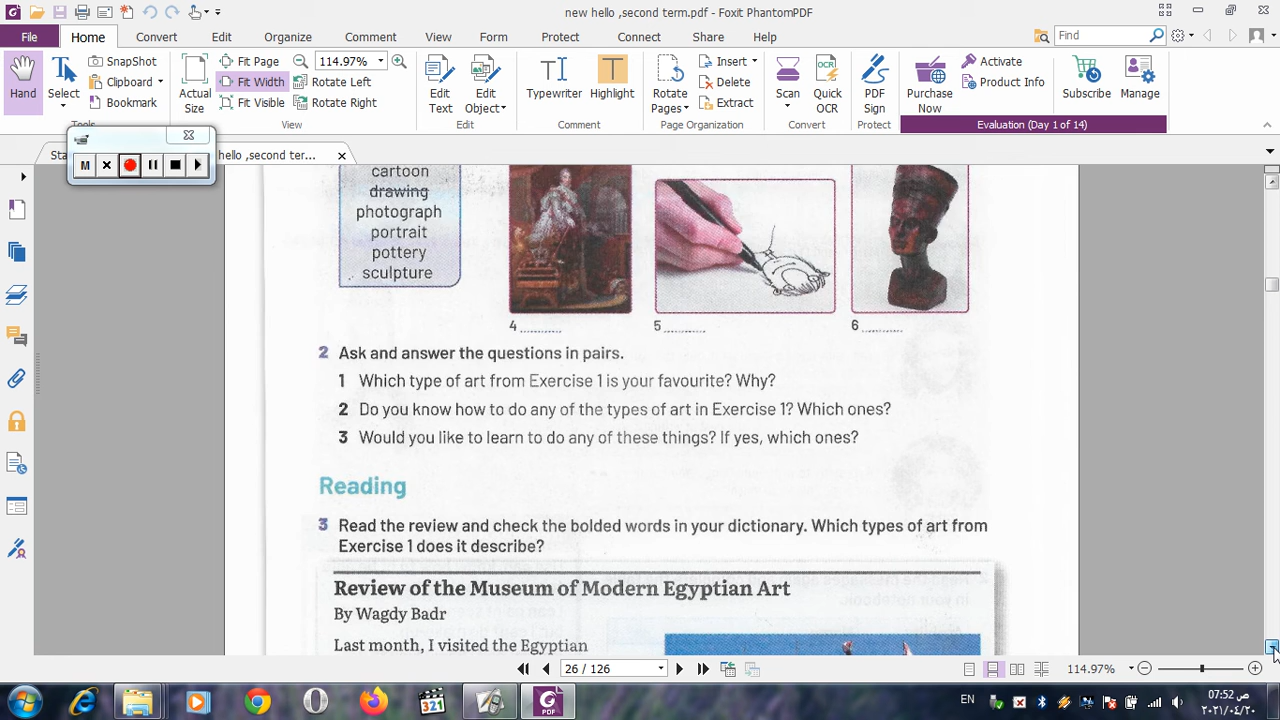 new hello ,second term.pdf - Foxit PhantomPDF
File Home Convert Edit Organize Comment View Form Protect Connect Share Help Find
Hand
Select
SnapShot
Clipboard
Bookmark
Tools
Actual
Size
Fit Page
Fit Width
Fit Visible
114.97%
Rotate Left
Rotate Right
View
Edit
Text
Edit
Object
Edit
Typewriter
Highlight
Comment
Rotate
Pages
Insert
Delete
Extract
Page Organization
Scan
Quick
OCR
Convert
PDF
Sign
Protect
Purchase
Now
Activate
Product Info
Subscribe
Manage
Evaluation (Day 1 of 14)
M
Sta
hello ,second ter...
cartoon
drawing
photograph
portrait
pottery
sculpture
4 ............
5 ............
6 ............
2 Ask and answer the questions in pairs.
1 Which type of art from Exercise 1 is your favourite? Why?
2 Do you know how to do any of the types of art in Exercise 1? Which ones?
3 Would you like to learn to do any of these things? If yes, which ones?
Reading
3 Read the review and check the bolded words in your dictionary. Which types of art from
Exercise 1 does it describe?
Review of the Museum of Modern Egyptian Art
By Wagdy Badr
Last month, I visited the Egyptian
26 / 126
114.97%
321
PDF
EN
07:52 ص
٢٠٢١/٠٤/٢٠